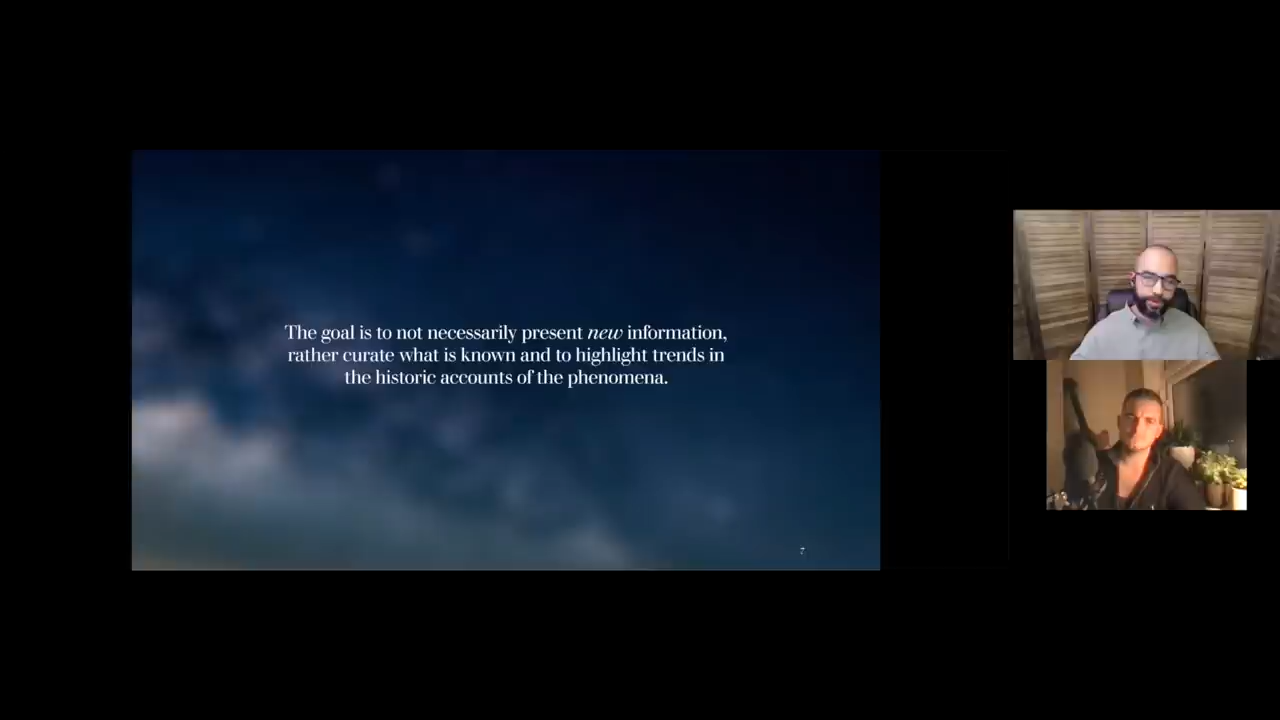 The goal is to not necessarily present new information,
rather curate what is known and to highlight trends in
the historic accounts of the phenomena.
7